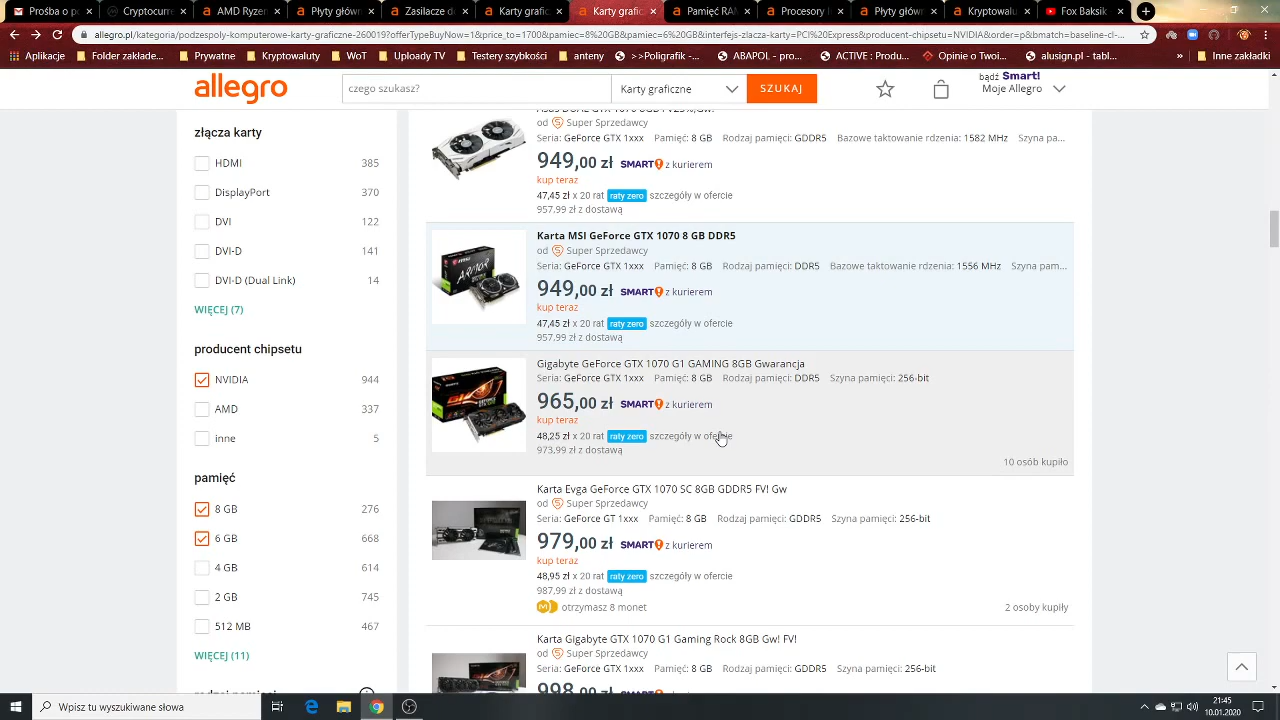 Prośba o p
Cryptocurre
AMD Ryzen
Płyty główn
Zasilacze d
Karty grafic
Karty grafic
Pamięć RA
Procesory I
Płyty główn
Kryptowalu
Fox Baksik
allegro.pl/kategoria/podzespoly-komputerowe-karty-graficzne-260019?offerTypeBuyNow=1&price_to=1700&pamiec=8%20GB&pamiec=6%20GB&magistrala-zlacza-karty=PCI%20Express&producent-chipsetu=NVIDIA&order=p&bmatch=baseline-cl-...
Aplikacje
Folder zakupowy
Kryptowaluty
WoT
Uploady TV
Testery szybkości
>>Poligrafik -...
ABAPOL -...
ACTIVE : Produ...
Opinie o Twoi...
alusign.pl - tabl...
Inne zakładki
allegro
czego szukasz?
Karty graficzne
SZUKAJ
bądź Smart!
Moje Allegro
złącza karty
HDMI 385
DisplayPort 370
DVI 122
DVI-D 141
DVI-D (Dual Link) 14
WIĘCEJ (7)
producent chipsetu
NVIDIA 944
AMD 337
inne 5
pamięć
8 GB 276
6 GB 668
4 GB 614
2 GB 745
512 MB 467
WIĘCEJ (11)
od Super Sprzedawcy
Seria: GeForce GTX 1xxx Pamięć: 8 GB Rodzaj pamięci: GDDR5 Bazowe taktowanie rdzenia: 1582 MHz Szyna pa...
949,00 zł SMART! z kurierem
kup teraz
47,45 zł x 20 rat raty zero szczegóły w ofercie
957,99 zł z dostawą
Karta MSI GeForce GTX 1070 8 GB DDR5
od Super Sprzedawcy
Seria: GeForce GTX 1xxx Pamięć: 8 GB Rodzaj pamięci: DDR5 Bazowe taktowanie rdzenia: 1556 MHz Szyna pam...
949,00 zł SMART! z kurierem
kup teraz
47,45 zł x 20 rat raty zero szczegóły w ofercie
957,99 zł z dostawą
ARMOR
Gigabyte GeForce GTX 1070 G1 GAMING 8GB Gwarancja
Seria: GeForce GTX 1xxx Pamięć: 8 GB Rodzaj pamięci: DDR5 Szyna pamięci: 256-bit
965,00 zł SMART! z kurierem
kup teraz
48,25 zł x 20 rat raty zero szczegóły w ofercie
973,99 zł z dostawą
10 osób kupiło
Karta Evga GeForce GTX 1070 SC 8GB GDDR5 FV! Gw
od Super Sprzedawcy
Seria: GeForce GT 1xxx Pamięć: 8 GB Rodzaj pamięci: GDDR5 Szyna pamięci: 256-bit
979,00 zł SMART! z kurierem
kup teraz
48,95 zł x 20 rat raty zero szczegóły w ofercie
987,99 zł z dostawą
otrzymasz 8 monet
2 osoby kupiły
Karta Gigabyte GTX 1070 G1 Gaming Rock 8GB Gw! FV!
od Super Sprzedawcy
Seria: GeForce GTX 1xxx Pamięć: 8 GB Rodzaj pamięci: GDDR5 Szyna pamięci: 256-bit
998,00 zł SMART! z kurierem
Wpisz tu wyszukiwane słowa
21:45
10.01.2020